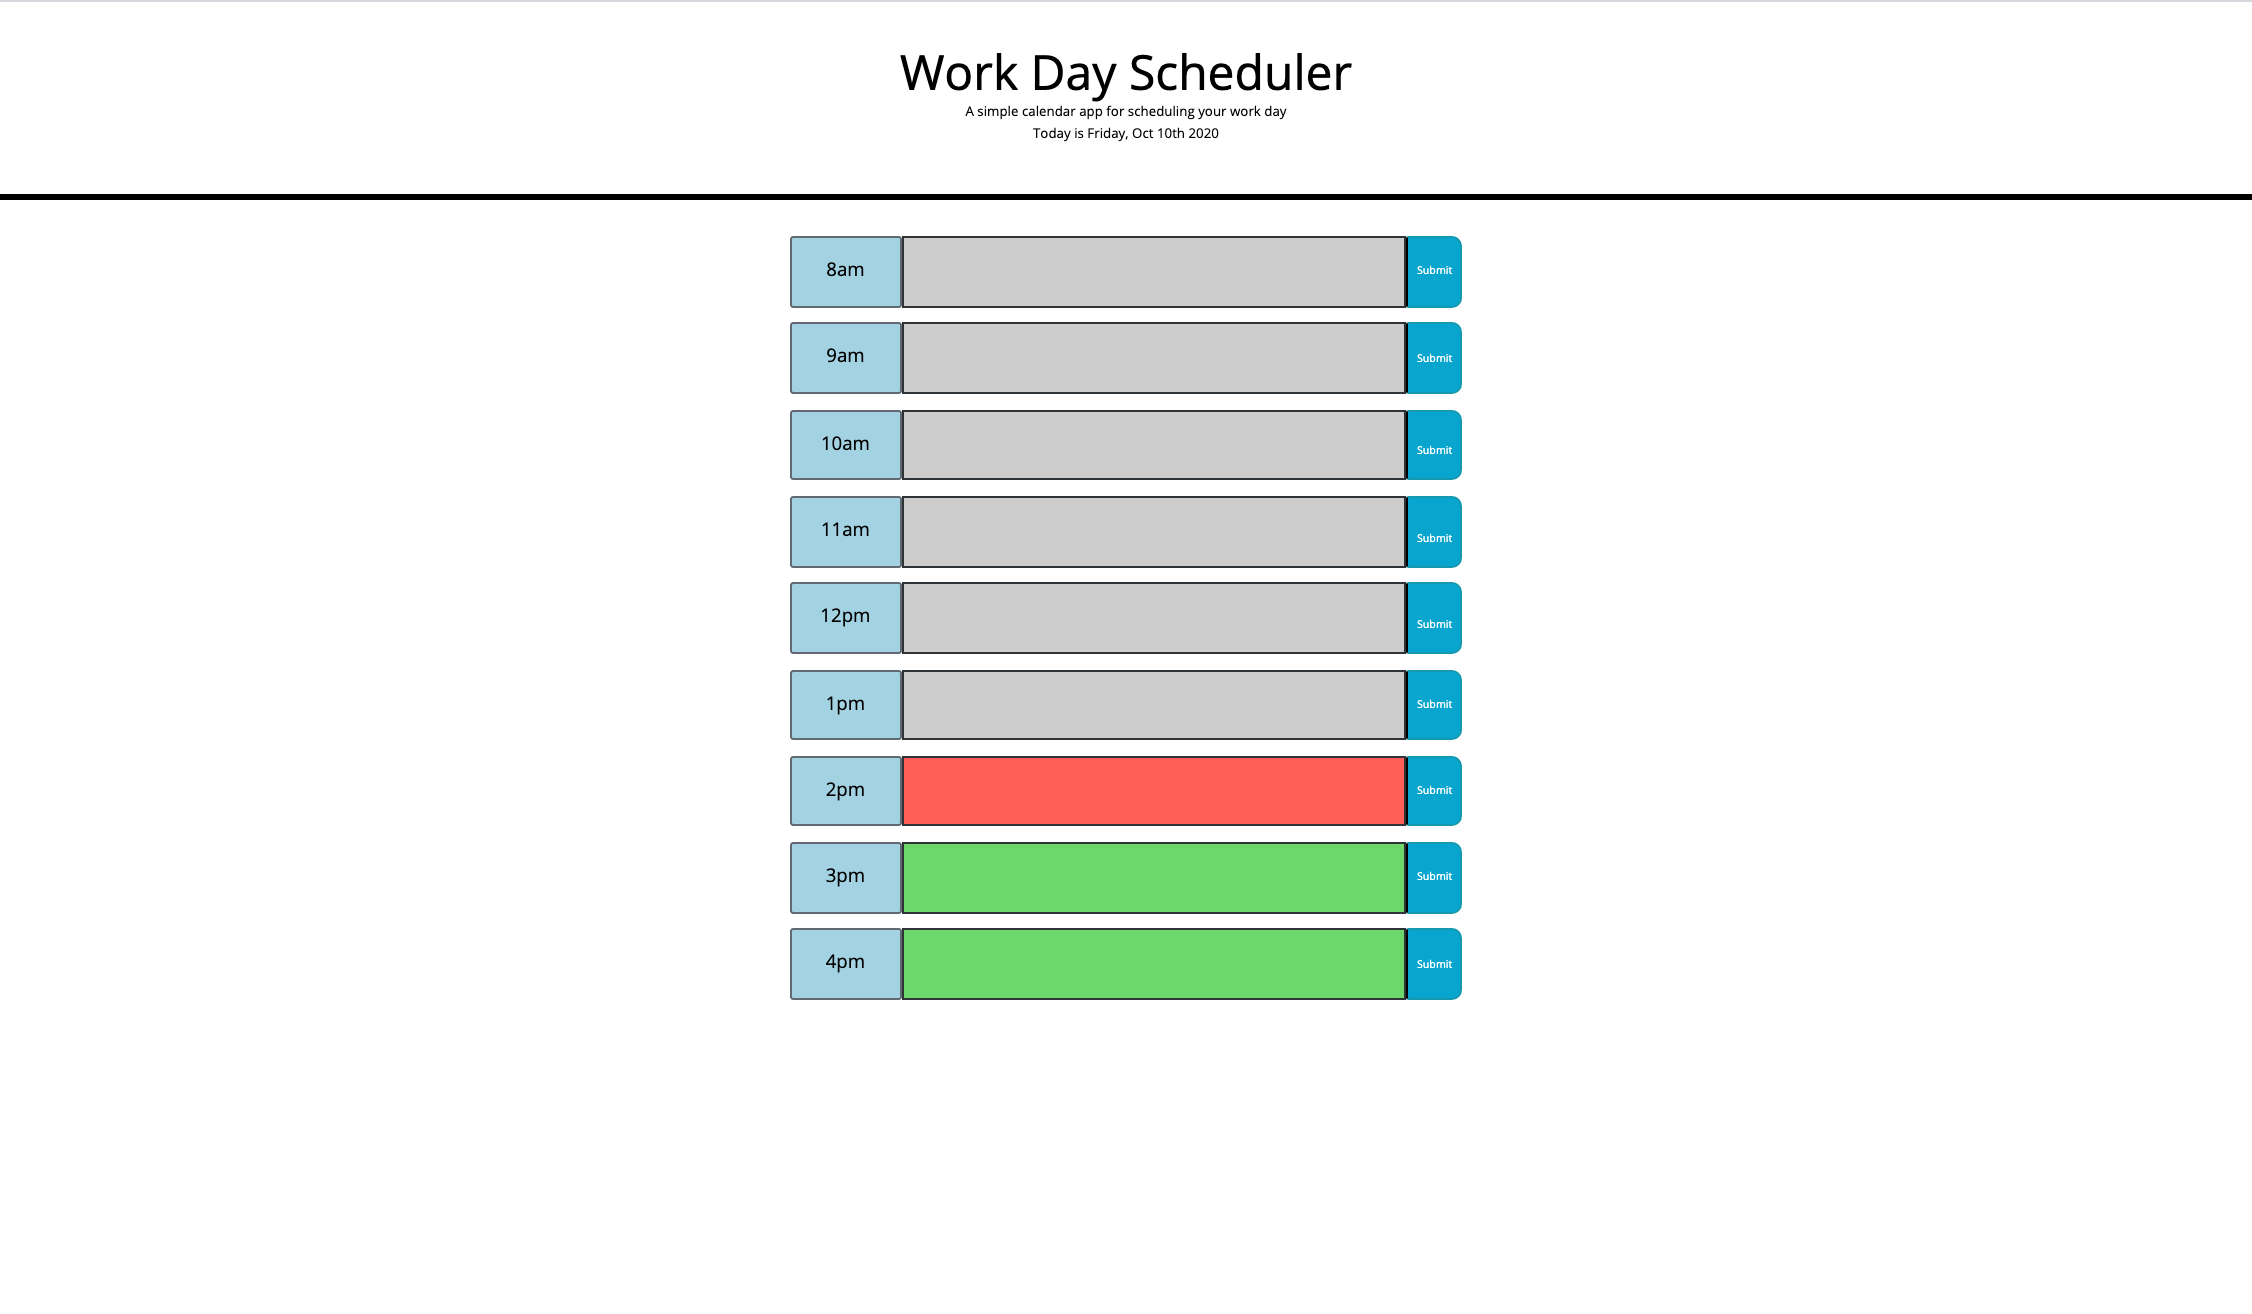 Work Day Scheduler
A simple calendar app for scheduling your work day
Today is Friday, Oct 10th 2020
8am Submit
9am Submit
10am Submit
11am Submit
12pm Submit
1pm Submit
2pm Submit
3pm Submit
4pm Submit